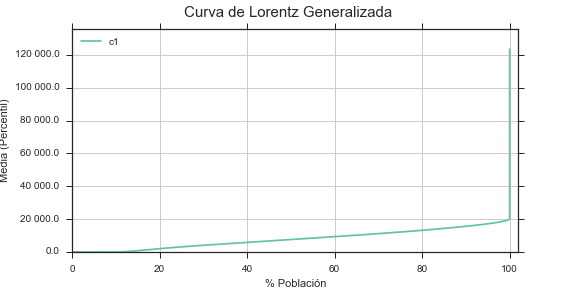 Curva de Lorentz Generalizada
c1
120 000.0
100 000.0
80 000.0
60 000.0
40 000.0
20 000.0
0.0
Media (Percentil)
0 20 40 60 80 100
% Población